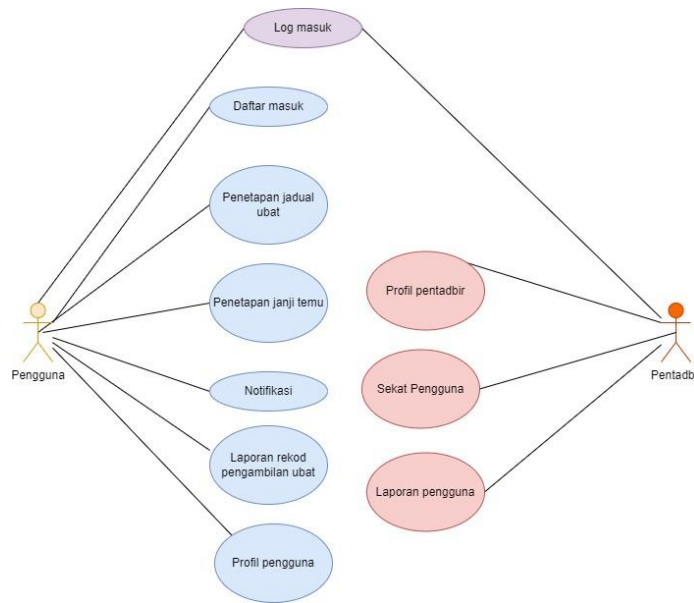 Log masuk
Daftar masuk
Penetapan jadual
ubat
Penetapan janji temu
Profil pentadbir
Pengguna
Pentadb
Notifikasi
Sekat Pengguna
Laporan rekod
pengambilan ubat
Laporan pengguna
Profil pengguna